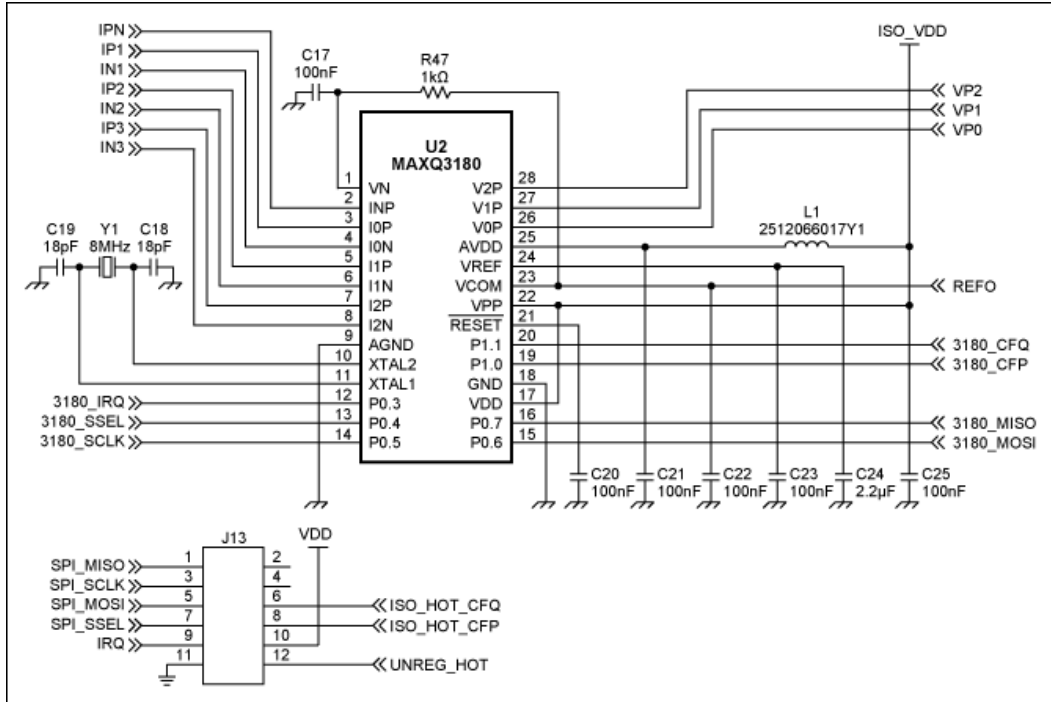 IPN
IP1
IN1
IP2
IN2
IP3
IN3
C17
100nF
R47
1kΩ
ISO_VDD
VP2
VP1
VP0
U2
MAXQ3180
1 VN
2 INP
3 I0P
4 I0N
5 I1P
6 I1N
7 I2P
8 I2N
9 AGND
10 XTAL2
11 XTAL1
12 P0.3
13 P0.4
14 P0.5
V2P 28
V1P 27
V0P 26
AVDD 25
VREF 24
VCOM 23
VPP 22
RESET 21
P1.1 20
P1.0 19
GND 18
VDD 17
P0.7 16
P0.6 15
C19
18pF
Y1
8MHz
C18
18pF
L1
2512066017Y1
REFO
3180_CFQ
3180_CFP
3180_IRQ
3180_SSEL
3180_SCLK
3180_MISO
3180_MOSI
C20
100nF
C21
100nF
C22
100nF
C23
100nF
C24
2.2µF
C25
100nF
J13
VDD
SPI_MISO 1
SPI_SCLK 3
SPI_MOSI 5
SPI_SSEL 7
IRQ 9
11
2
4
6 ISO_HOT_CFQ
8 ISO_HOT_CFP
10
12 UNREG_HOT